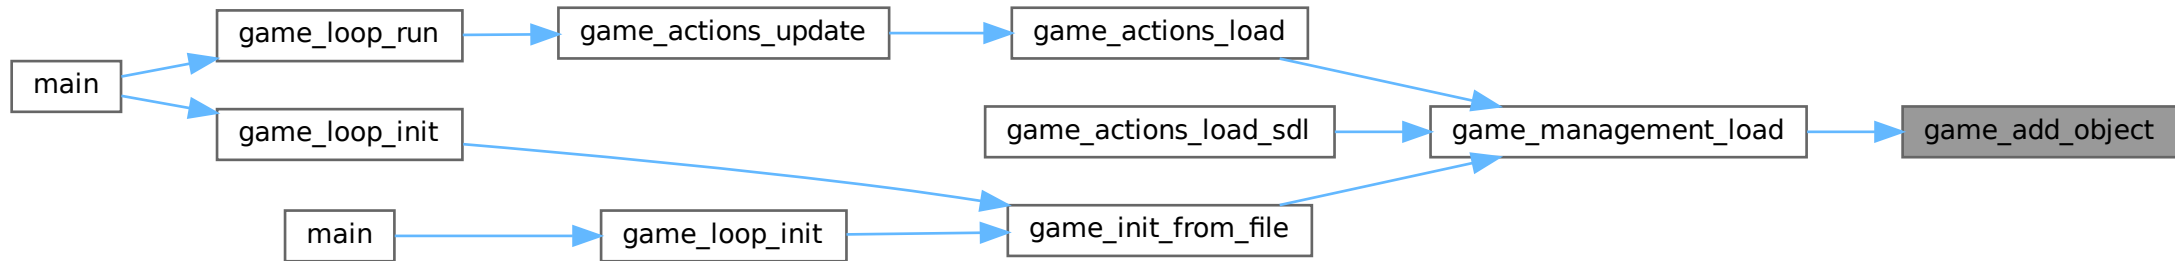 game_loop_run
game_actions_update
game_actions_load
main
game_loop_init
game_actions_load_sdl
game_management_load
game_add_object
main
game_loop_init
game_init_from_file